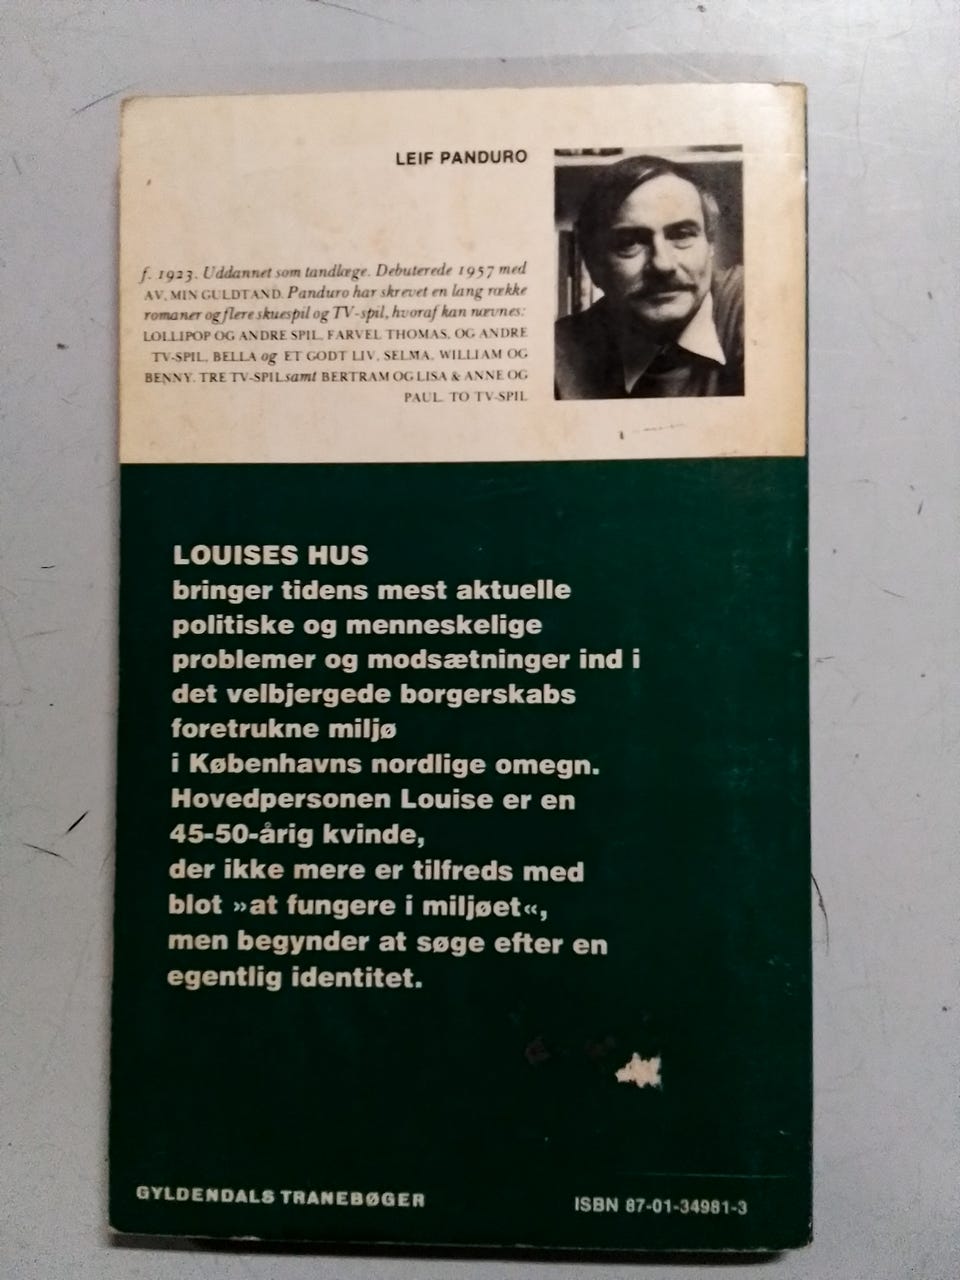 LEIF PANDURO
f. 1923. Uddannet som tandlæge. Debuterede 1957 med
AV, MIN GULDTAND. Panduro har skrevet en lang række
romaner og flere skuespil og TV-spil, hvoraf kan nævnes:
LOLLIPOP OG ANDRE SPIL, FARVEL THOMAS, OG ANDRE
TV-SPIL, BELLA og ET GODT LIV, SELMA, WILLIAM OG
BENNY. TRE TV-SPIL samt BERTRAM OG LISA & ANNE OG
PAUL. TO TV-SPIL
LOUISES HUS
bringer tidens mest aktuelle
politiske og menneskelige
problemer og modsætninger ind i
det velbjergede borgerskabs
foretrukne miljø
i Københavns nordlige omegn.
Hovedpersonen Louise er en
45-50-årig kvinde,
der ikke mere er tilfreds med
blot »at fungere i miljøet«,
men begynder at søge efter en
egentlig identitet.
GYLDENDALS TRANEBØGER
ISBN 87-01-34981-3